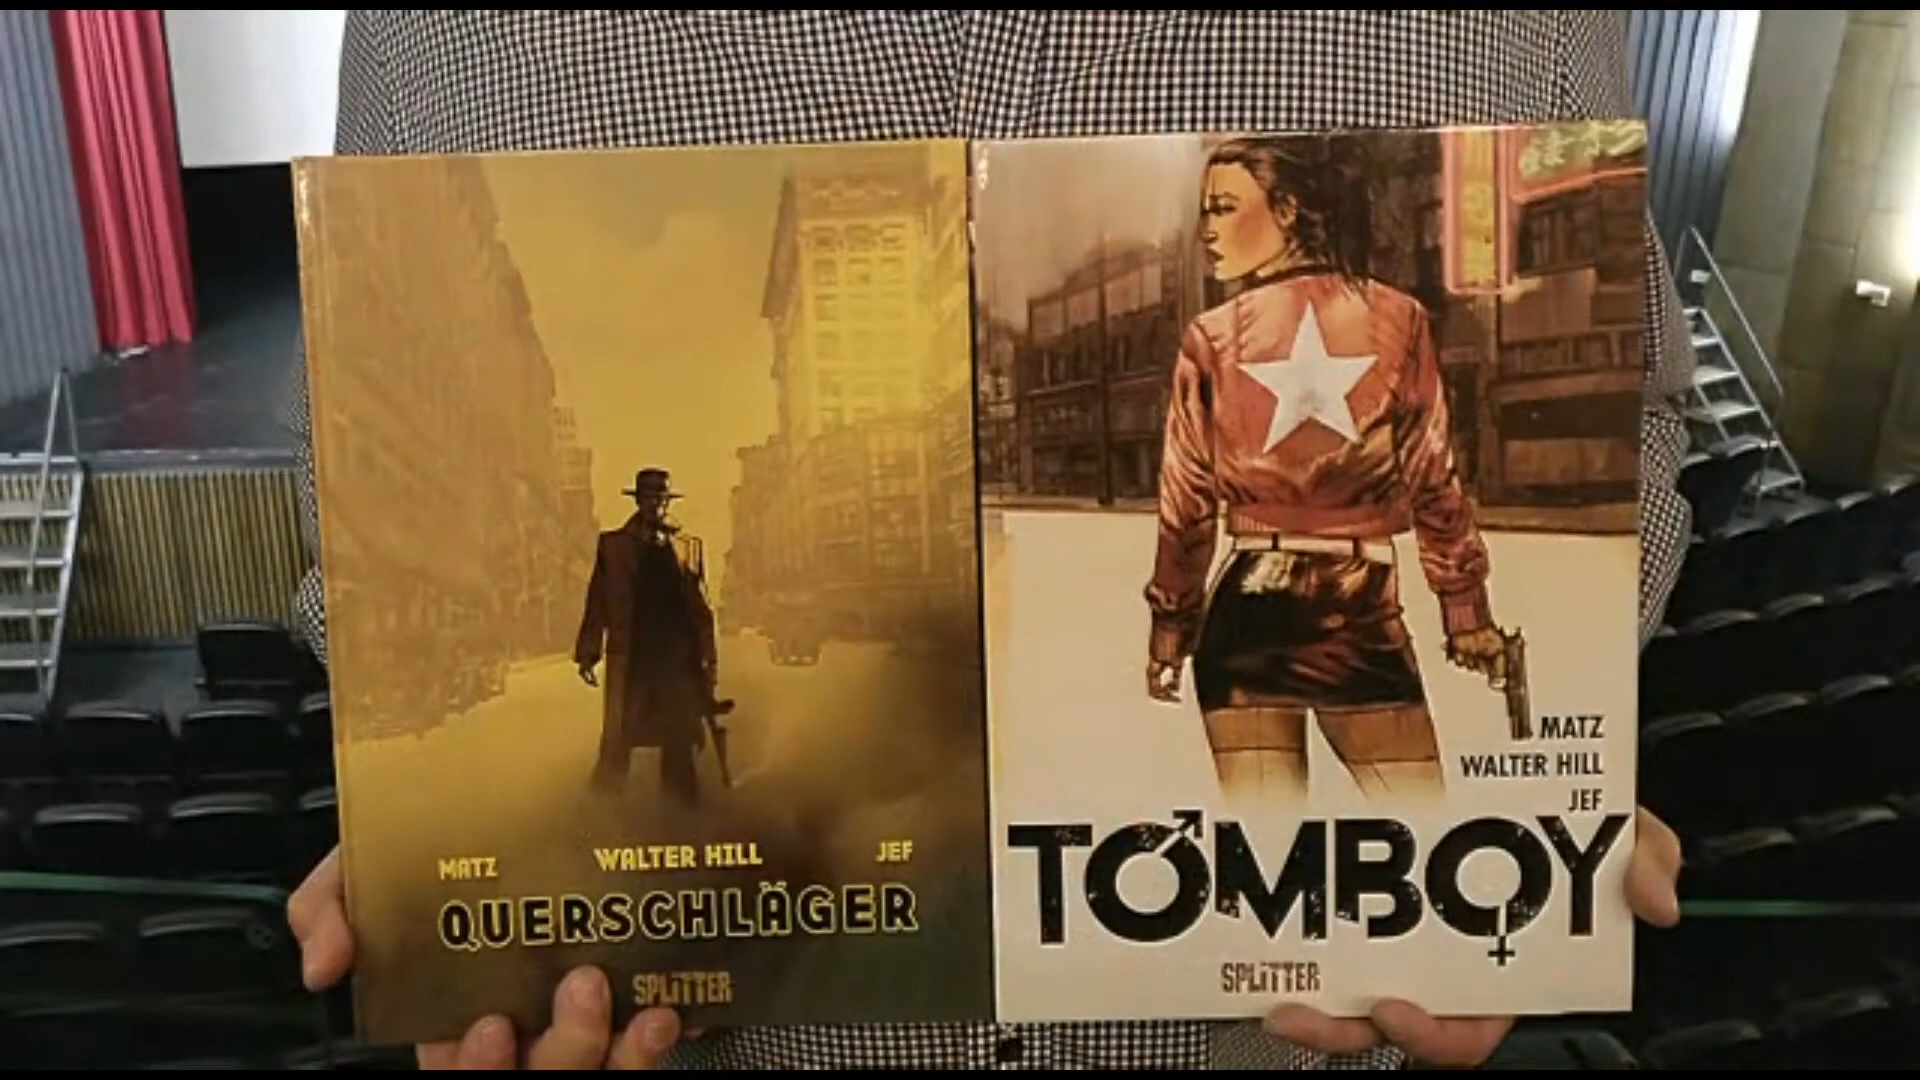 MATZ WALTER HILL JEF
QUERSCHLÄGER
SPLITTER
MATZ
WALTER HILL
JEF
TOMBOY
SPLITTER